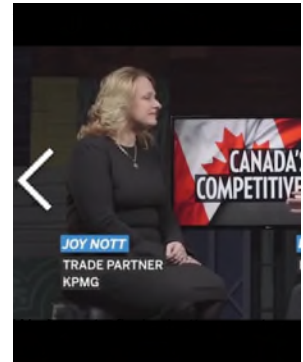 CANADA'S
COMPETITIVE
JOY NOTT
TRADE PARTNER
KPMG